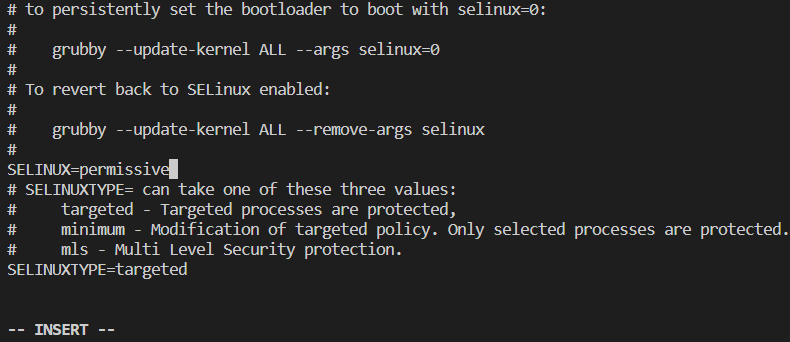 # to persistently set the bootloader to boot with selinux=0:
#
#    grubby --update-kernel ALL --args selinux=0
#
# To revert back to SELinux enabled:
#
#    grubby --update-kernel ALL --remove-args selinux
#
SELINUX=permissive
# SELINUXTYPE= can take one of these three values:
#     targeted - Targeted processes are protected,
#     minimum - Modification of targeted policy. Only selected processes are protected.
#     mls - Multi Level Security protection.
SELINUXTYPE=targeted
-- INSERT --